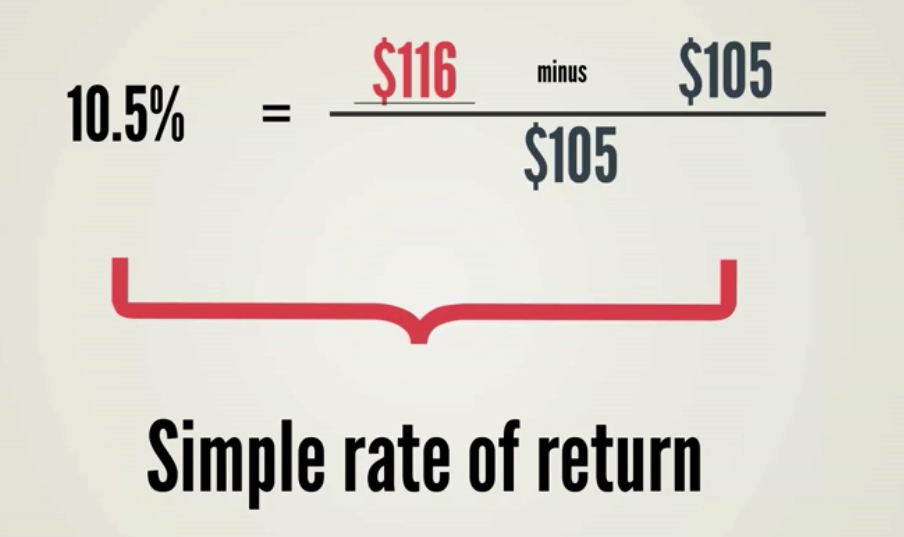 $116 minus $105
10.5% =
$105
Simple rate of return